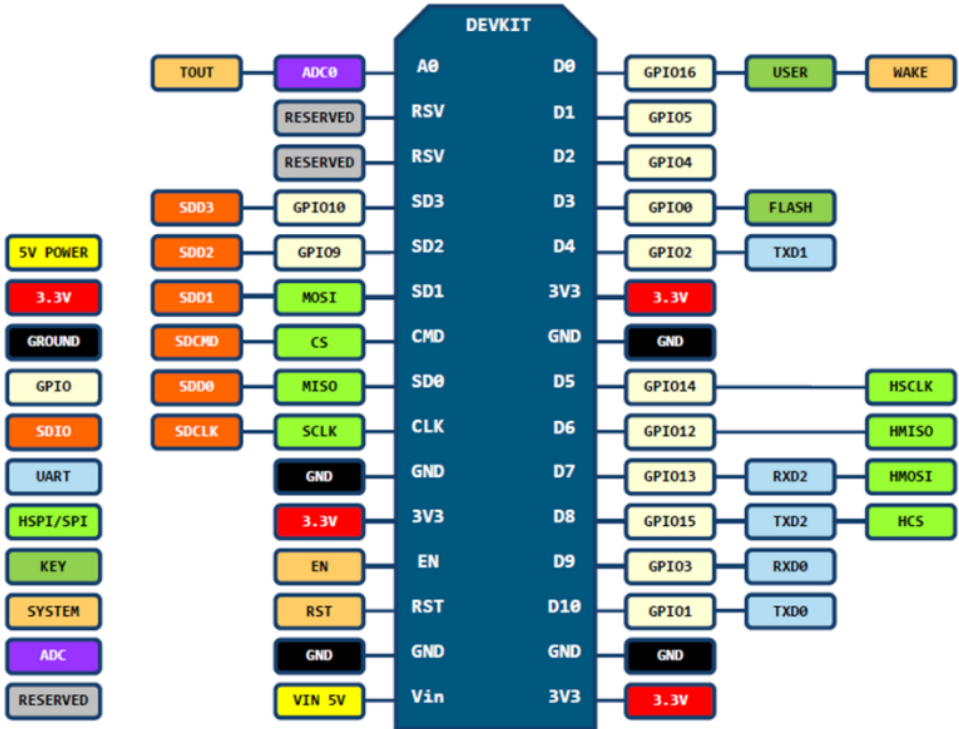 DEVKIT
TOUT ADC0 A0 D0 GPIO16 USER WAKE
RESERVED RSV D1 GPIO5
RESERVED RSV D2 GPIO4
SDD3 GPIO10 SD3 D3 GPIO0 FLASH
5V POWER SDD2 GPIO9 SD2 D4 GPIO2 TXD1
3.3V SDD1 MOSI SD1 3V3 3.3V
GROUND SDCMD CS CMD GND GND
GPIO SDD0 MISO SD0 D5 GPIO14 HSCLK
SDIO SDCLK SCLK CLK D6 GPIO12 HMISO
UART GND GND D7 GPIO13 RXD2 HMOSI
HSPI/SPI 3.3V 3V3 D8 GPIO15 TXD2 HCS
KEY EN EN D9 GPIO3 RXD0
SYSTEM RST RST D10 GPIO1 TXD0
ADC GND GND GND GND
RESERVED VIN 5V Vin 3V3 3.3V